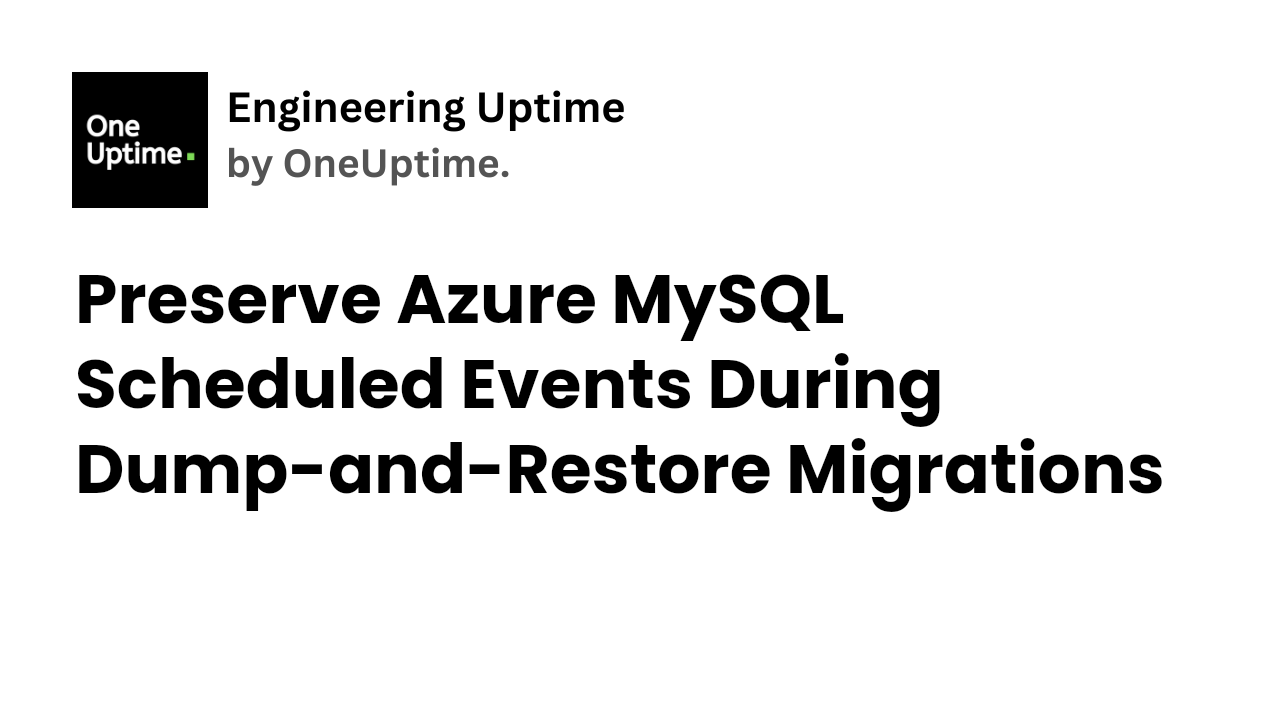 One
Uptime.
Engineering Uptime
by OneUptime.
Preserve Azure MySQL
Scheduled Events During
Dump-and-Restore Migrations